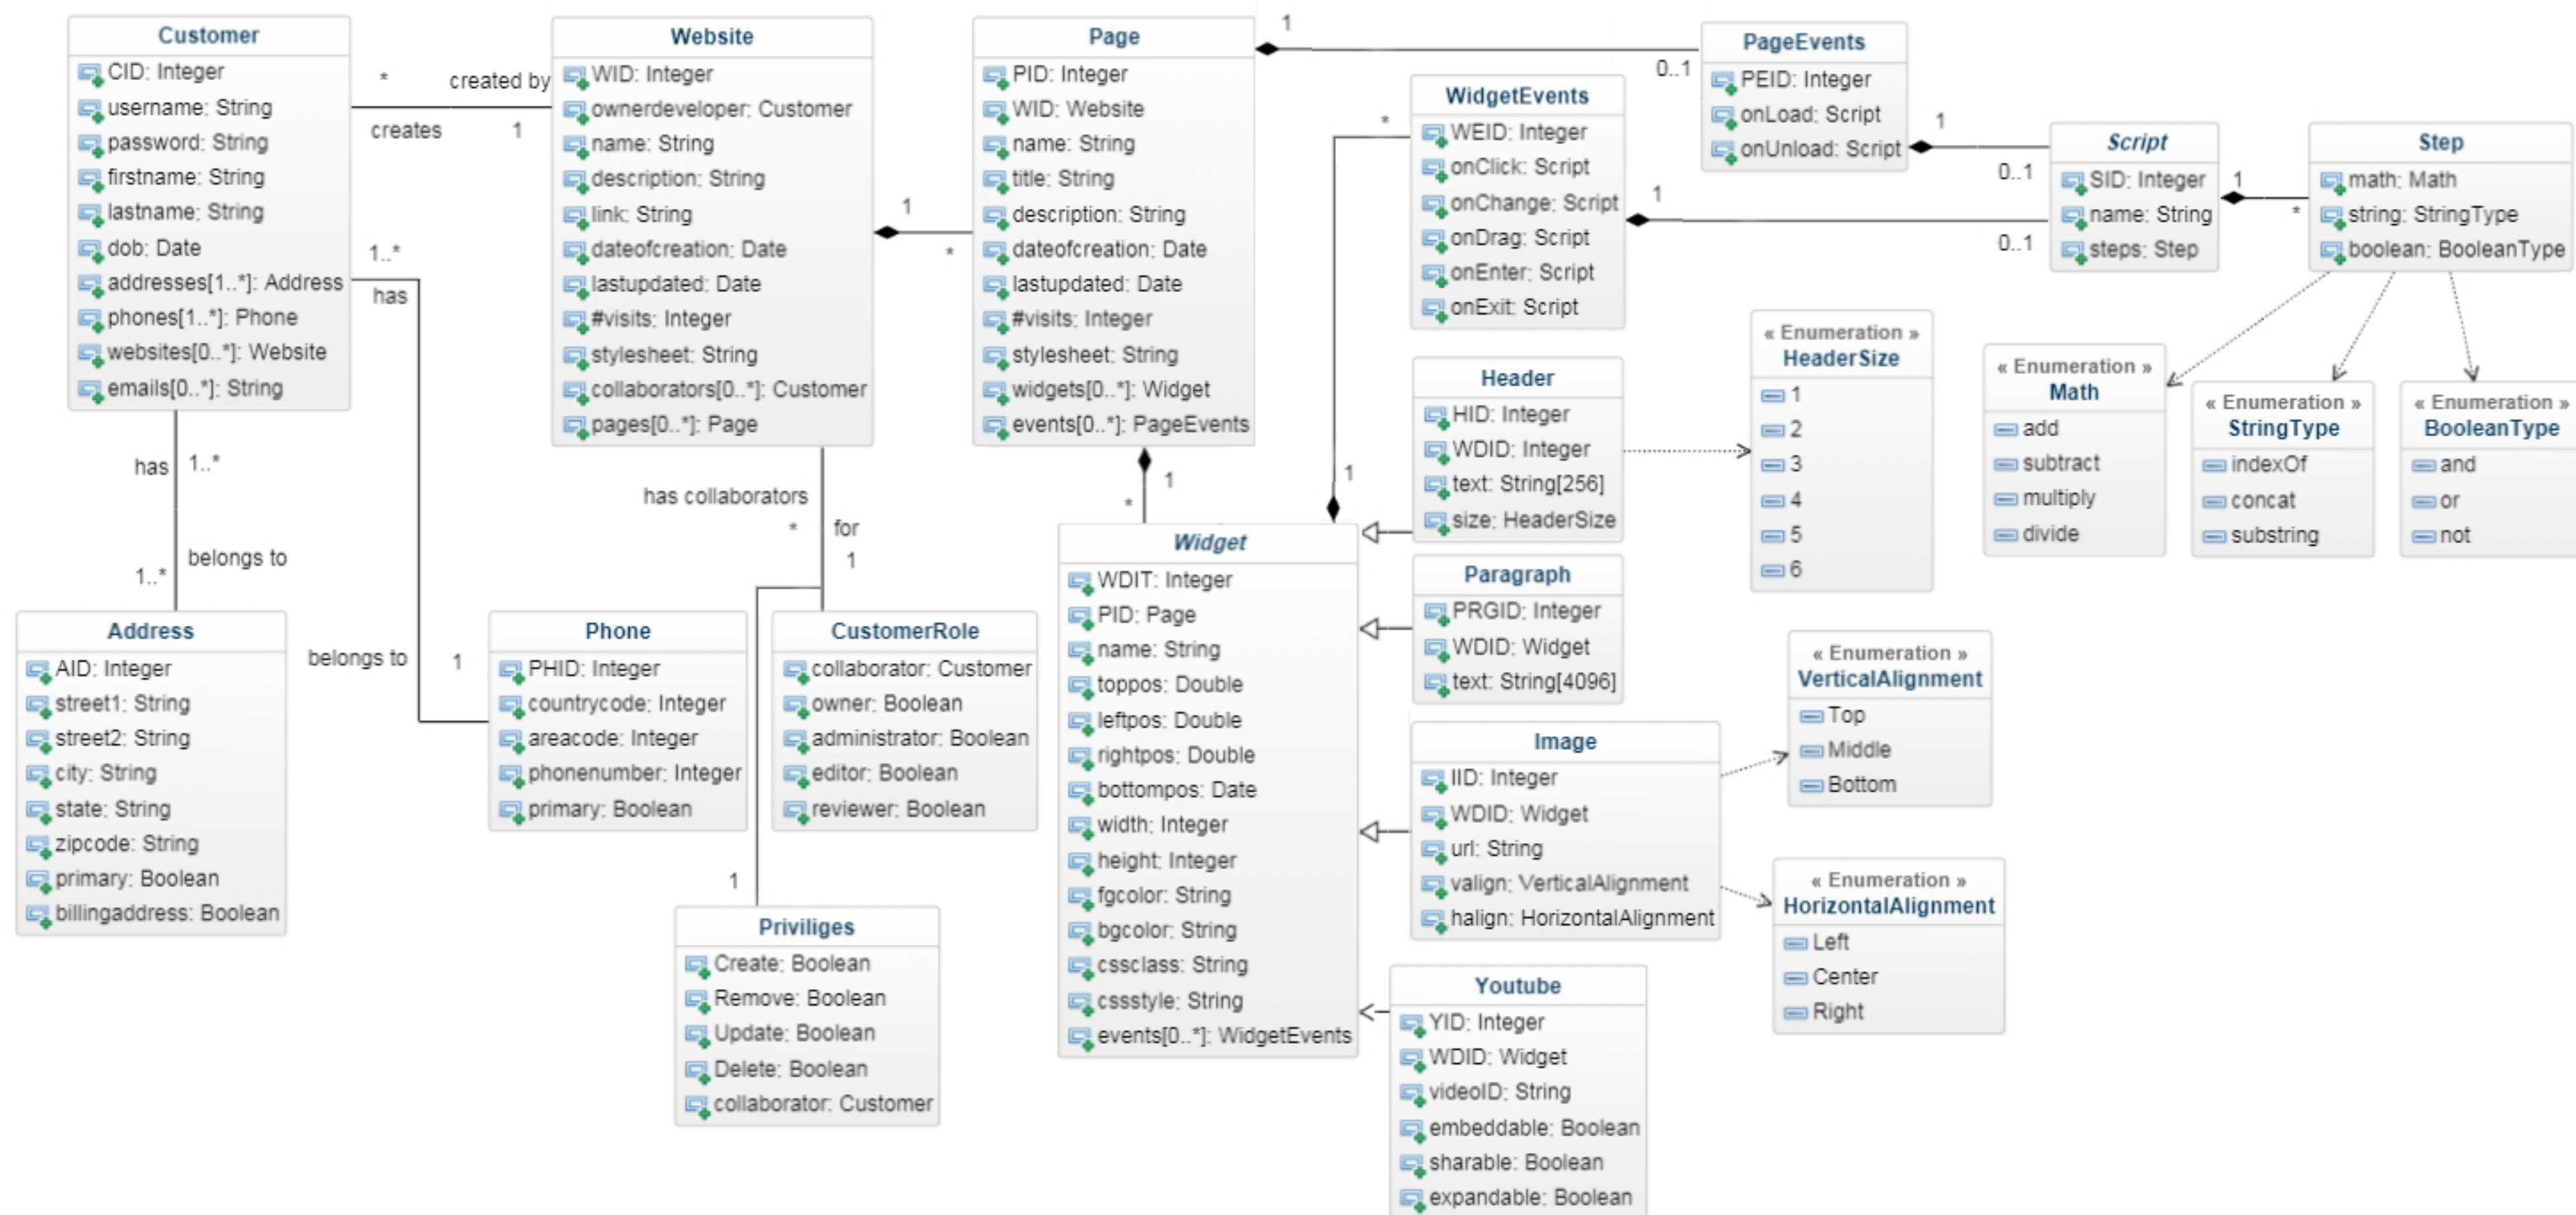 Customer
CID: Integer
username: String
password: String
firstname: String
lastname: String
dob: Date
addresses[1..*]: Address
phones[1..*]: Phone
websites[0..*]: Website
emails[0..*]: String
*
created by
creates
1
1..*
has
has
1..*
belongs to
1..*
belongs to
1
Website
WID: Integer
ownerdeveloper: Customer
name: String
description: String
link: String
dateofcreation: Date
lastupdated: Date
#visits: Integer
stylesheet: String
collaborators[0..*]: Customer
pages[0..*]: Page
1
*
has collaborators
*
for
1
Page
PID: Integer
WID: Website
name: String
title: String
description: String
dateofcreation: Date
lastupdated: Date
#visits: Integer
stylesheet: String
widgets[0..*]: Widget
events[0..*]: PageEvents
1
0..1
1
*
PageEvents
PEID: Integer
onLoad: Script
onUnload: Script
1
0..1
WidgetEvents
WEID: Integer
onClick: Script
onChange: Script
onDrag: Script
onEnter: Script
onExit: Script
*
1
1
0..1
Script
SID: Integer
name: String
steps: Step
1
*
Step
math: Math
string: StringType
boolean: BooleanType
Header
HID: Integer
WDID: Integer
text: String[256]
size: HeaderSize
« Enumeration »
HeaderSize
1
2
3
4
5
6
« Enumeration »
Math
add
subtract
multiply
divide
« Enumeration »
StringType
indexOf
concat
substring
« Enumeration »
BooleanType
and
or
not
Address
AID: Integer
street1: String
street2: String
city: String
state: String
zipcode: String
primary: Boolean
billingaddress: Boolean
Phone
PHID: Integer
countrycode: Integer
areacode: Integer
phonenumber: Integer
primary: Boolean
CustomerRole
collaborator: Customer
owner: Boolean
administrator: Boolean
editor: Boolean
reviewer: Boolean
1
Priviliges
Create: Boolean
Remove: Boolean
Update: Boolean
Delete: Boolean
collaborator: Customer
Widget
WDIT: Integer
PID: Page
name: String
toppos: Double
leftpos: Double
rightpos: Double
bottompos: Date
width: Integer
height: Integer
fgcolor: String
bgcolor: String
cssclass: String
cssstyle: String
events[0..*]: WidgetEvents
Paragraph
PRGID: Integer
WDID: Widget
text: String[4096]
Image
IID: Integer
WDID: Widget
url: String
valign: VerticalAlignment
halign: HorizontalAlignment
« Enumeration »
VerticalAlignment
Top
Middle
Bottom
« Enumeration »
HorizontalAlignment
Left
Center
Right
Youtube
YID: Integer
WDID: Widget
videoID: String
embeddable: Boolean
sharable: Boolean
expandable: Boolean